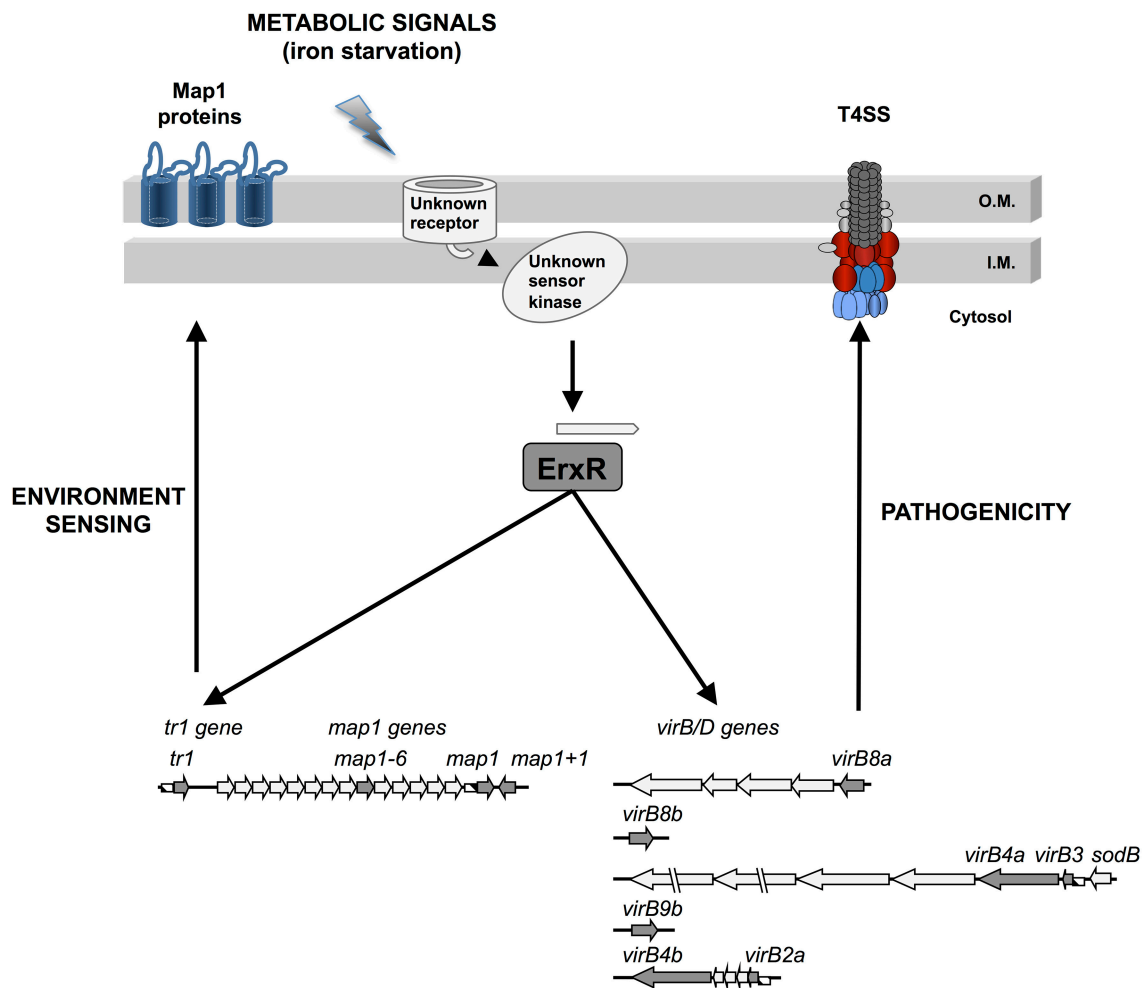 METABOLIC SIGNALS
(iron starvation)
Map1
proteins
T4SS
Unknown
receptor
O.M.
Unknown
sensor
kinase
I.M.
Cytosol
ErxR
ENVIRONMENT
SENSING
PATHOGENICITY
tr1 gene
map1 genes
virB/D genes
tr1
map1-6
map1
map1+1
virB8a
virB8b
virB4a
virB3
sodB
virB9b
virB4b
virB2a